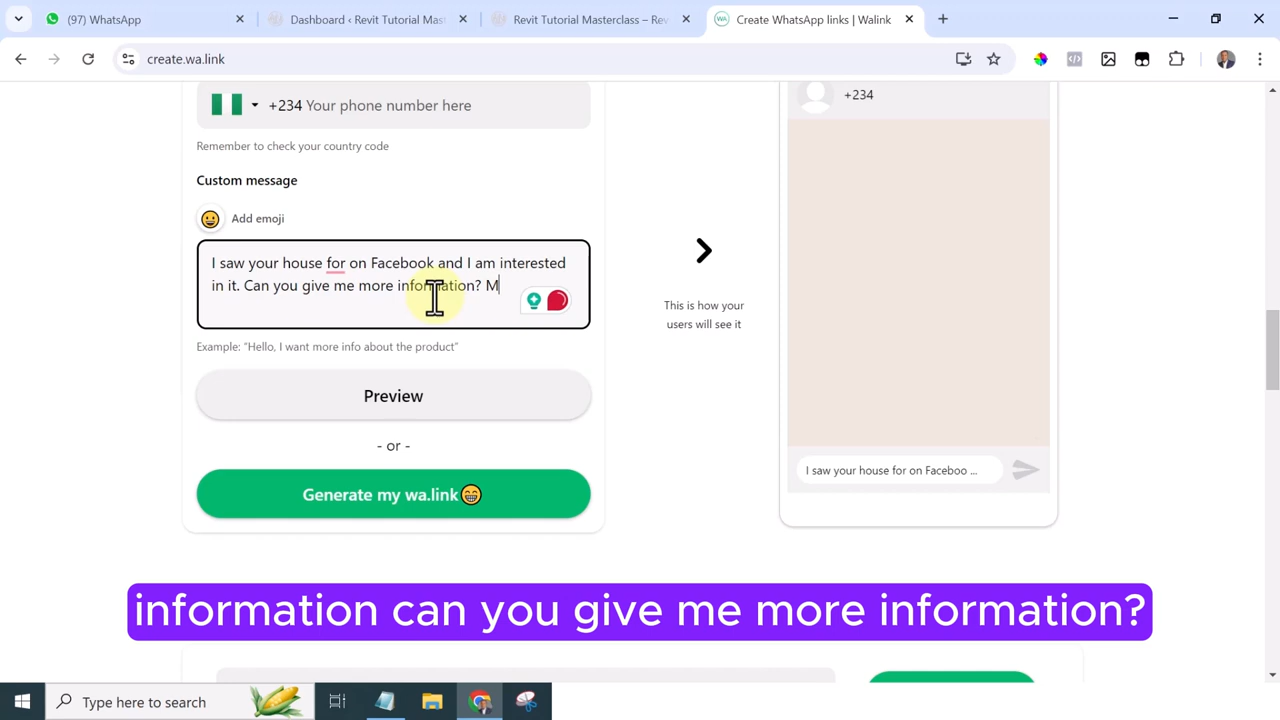 (97) WhatsApp
Dashboard ‹ Revit Tutorial Mas
Revit Tutorial Masterclass – Rev
Create WhatsApp links | Walink
create.wa.link
+234 Your phone number here
Remember to check your country code
Custom message
Add emoji
I saw your house for on Facebook and I am interested
in it. Can you give me more information? M
Example: "Hello, I want more info about the product"
Preview
- or -
Generate my wa.link
This is how your
users will see it
+234
I saw your house for on Faceboo ...
information can you give me more information?
Type here to search